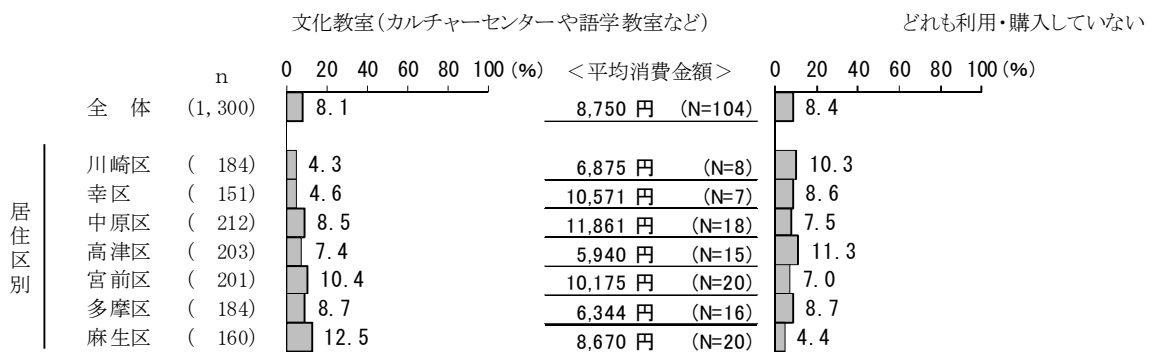 文化教室（カルチャーセンターや語学教室など） どれも利用・購入していない
n 0 20 40 60 80 100 (%) ＜平均消費金額＞ 0 20 40 60 80 100 (%)
全 体 (1,300) 8.1 8,750 円 (N=104) 8.4
居住区別
川崎区 ( 184) 4.3 6,875 円 (N=8) 10.3
幸区 ( 151) 4.6 10,571 円 (N=7) 8.6
中原区 ( 212) 8.5 11,861 円 (N=18) 7.5
高津区 ( 203) 7.4 5,940 円 (N=15) 11.3
宮前区 ( 201) 10.4 10,175 円 (N=20) 7.0
多摩区 ( 184) 8.7 6,344 円 (N=16) 8.7
麻生区 ( 160) 12.5 8,670 円 (N=20) 4.4